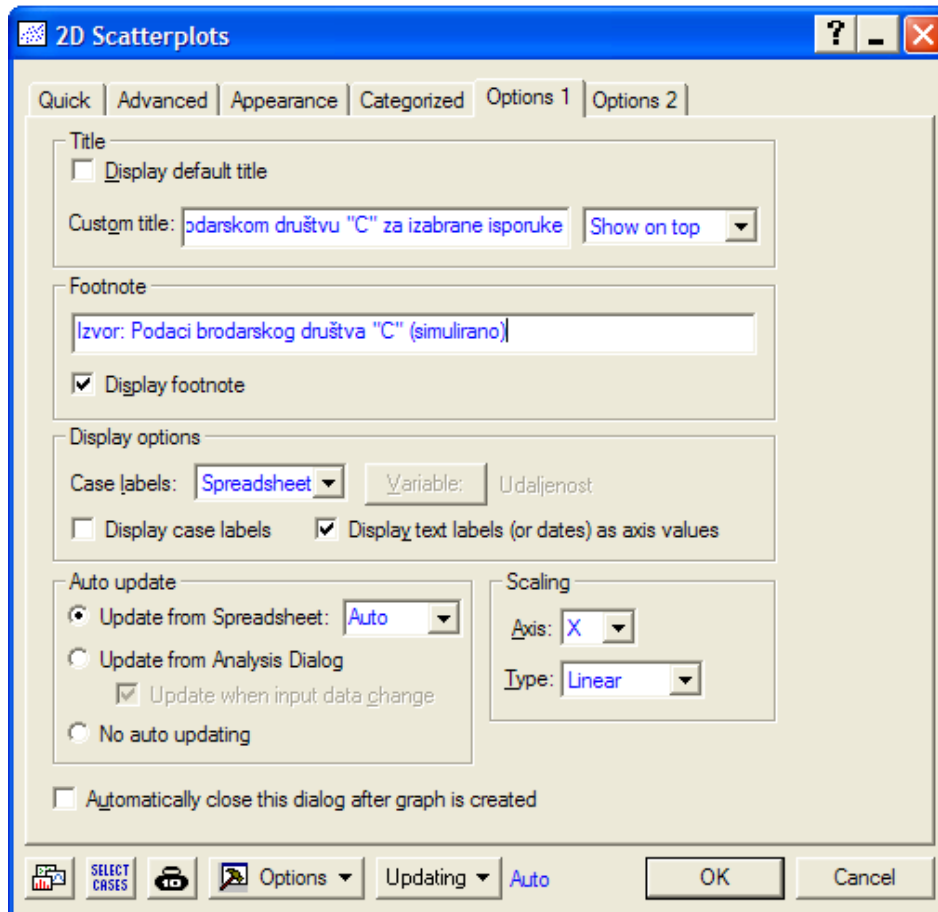 2D Scatterplots
Quick Advanced Appearance Categorized Options 1 Options 2
Title
Display default title
Custom title: odarskom društvu "C" za izabrane isporuke Show on top
Footnote
Izvor: Podaci brodarskog društva "C" (simulirano)
Display footnote
Display options
Case labels: Spreadsheet Variable: Udaljenost
Display case labels Display text labels (or dates) as axis values
Auto update
Update from Spreadsheet: Auto
Update from Analysis Dialog
Update when input data change
No auto updating
Scaling
Axis: X
Type: Linear
Automatically close this dialog after graph is created
SELECT
CASES
Options Updating Auto OK Cancel